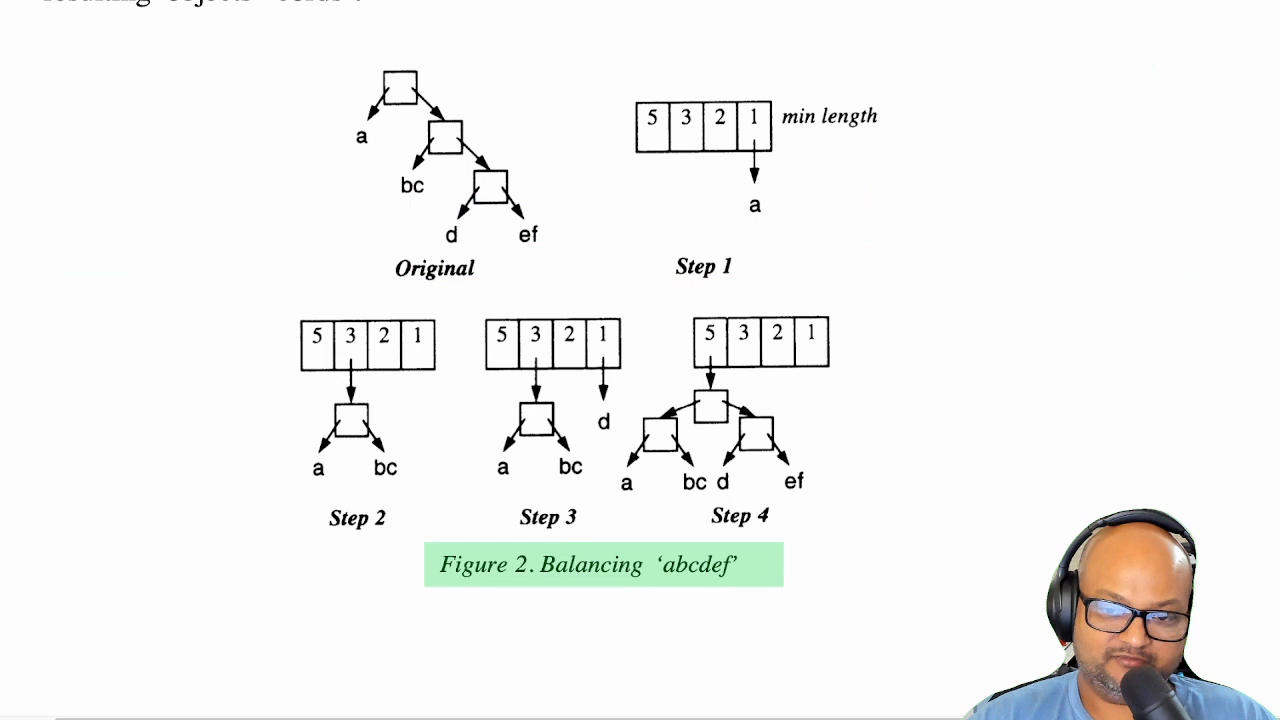 a
bc
d ef
Original
5 3 2 1 min length
a
Step 1
5 3 2 1
a bc
Step 2
5 3 2 1
d
a bc
Step 3
5 3 2 1
a bc d ef
Step 4
Figure 2. Balancing ‘abcdef’